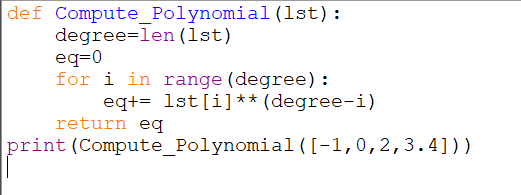 def Compute_Polynomial(lst):
    degree=len(lst)
    eq=0
    for i in range(degree):
        eq+= lst[i]**(degree-i)
    return eq
print(Compute_Polynomial([-1,0,2,3.4]))